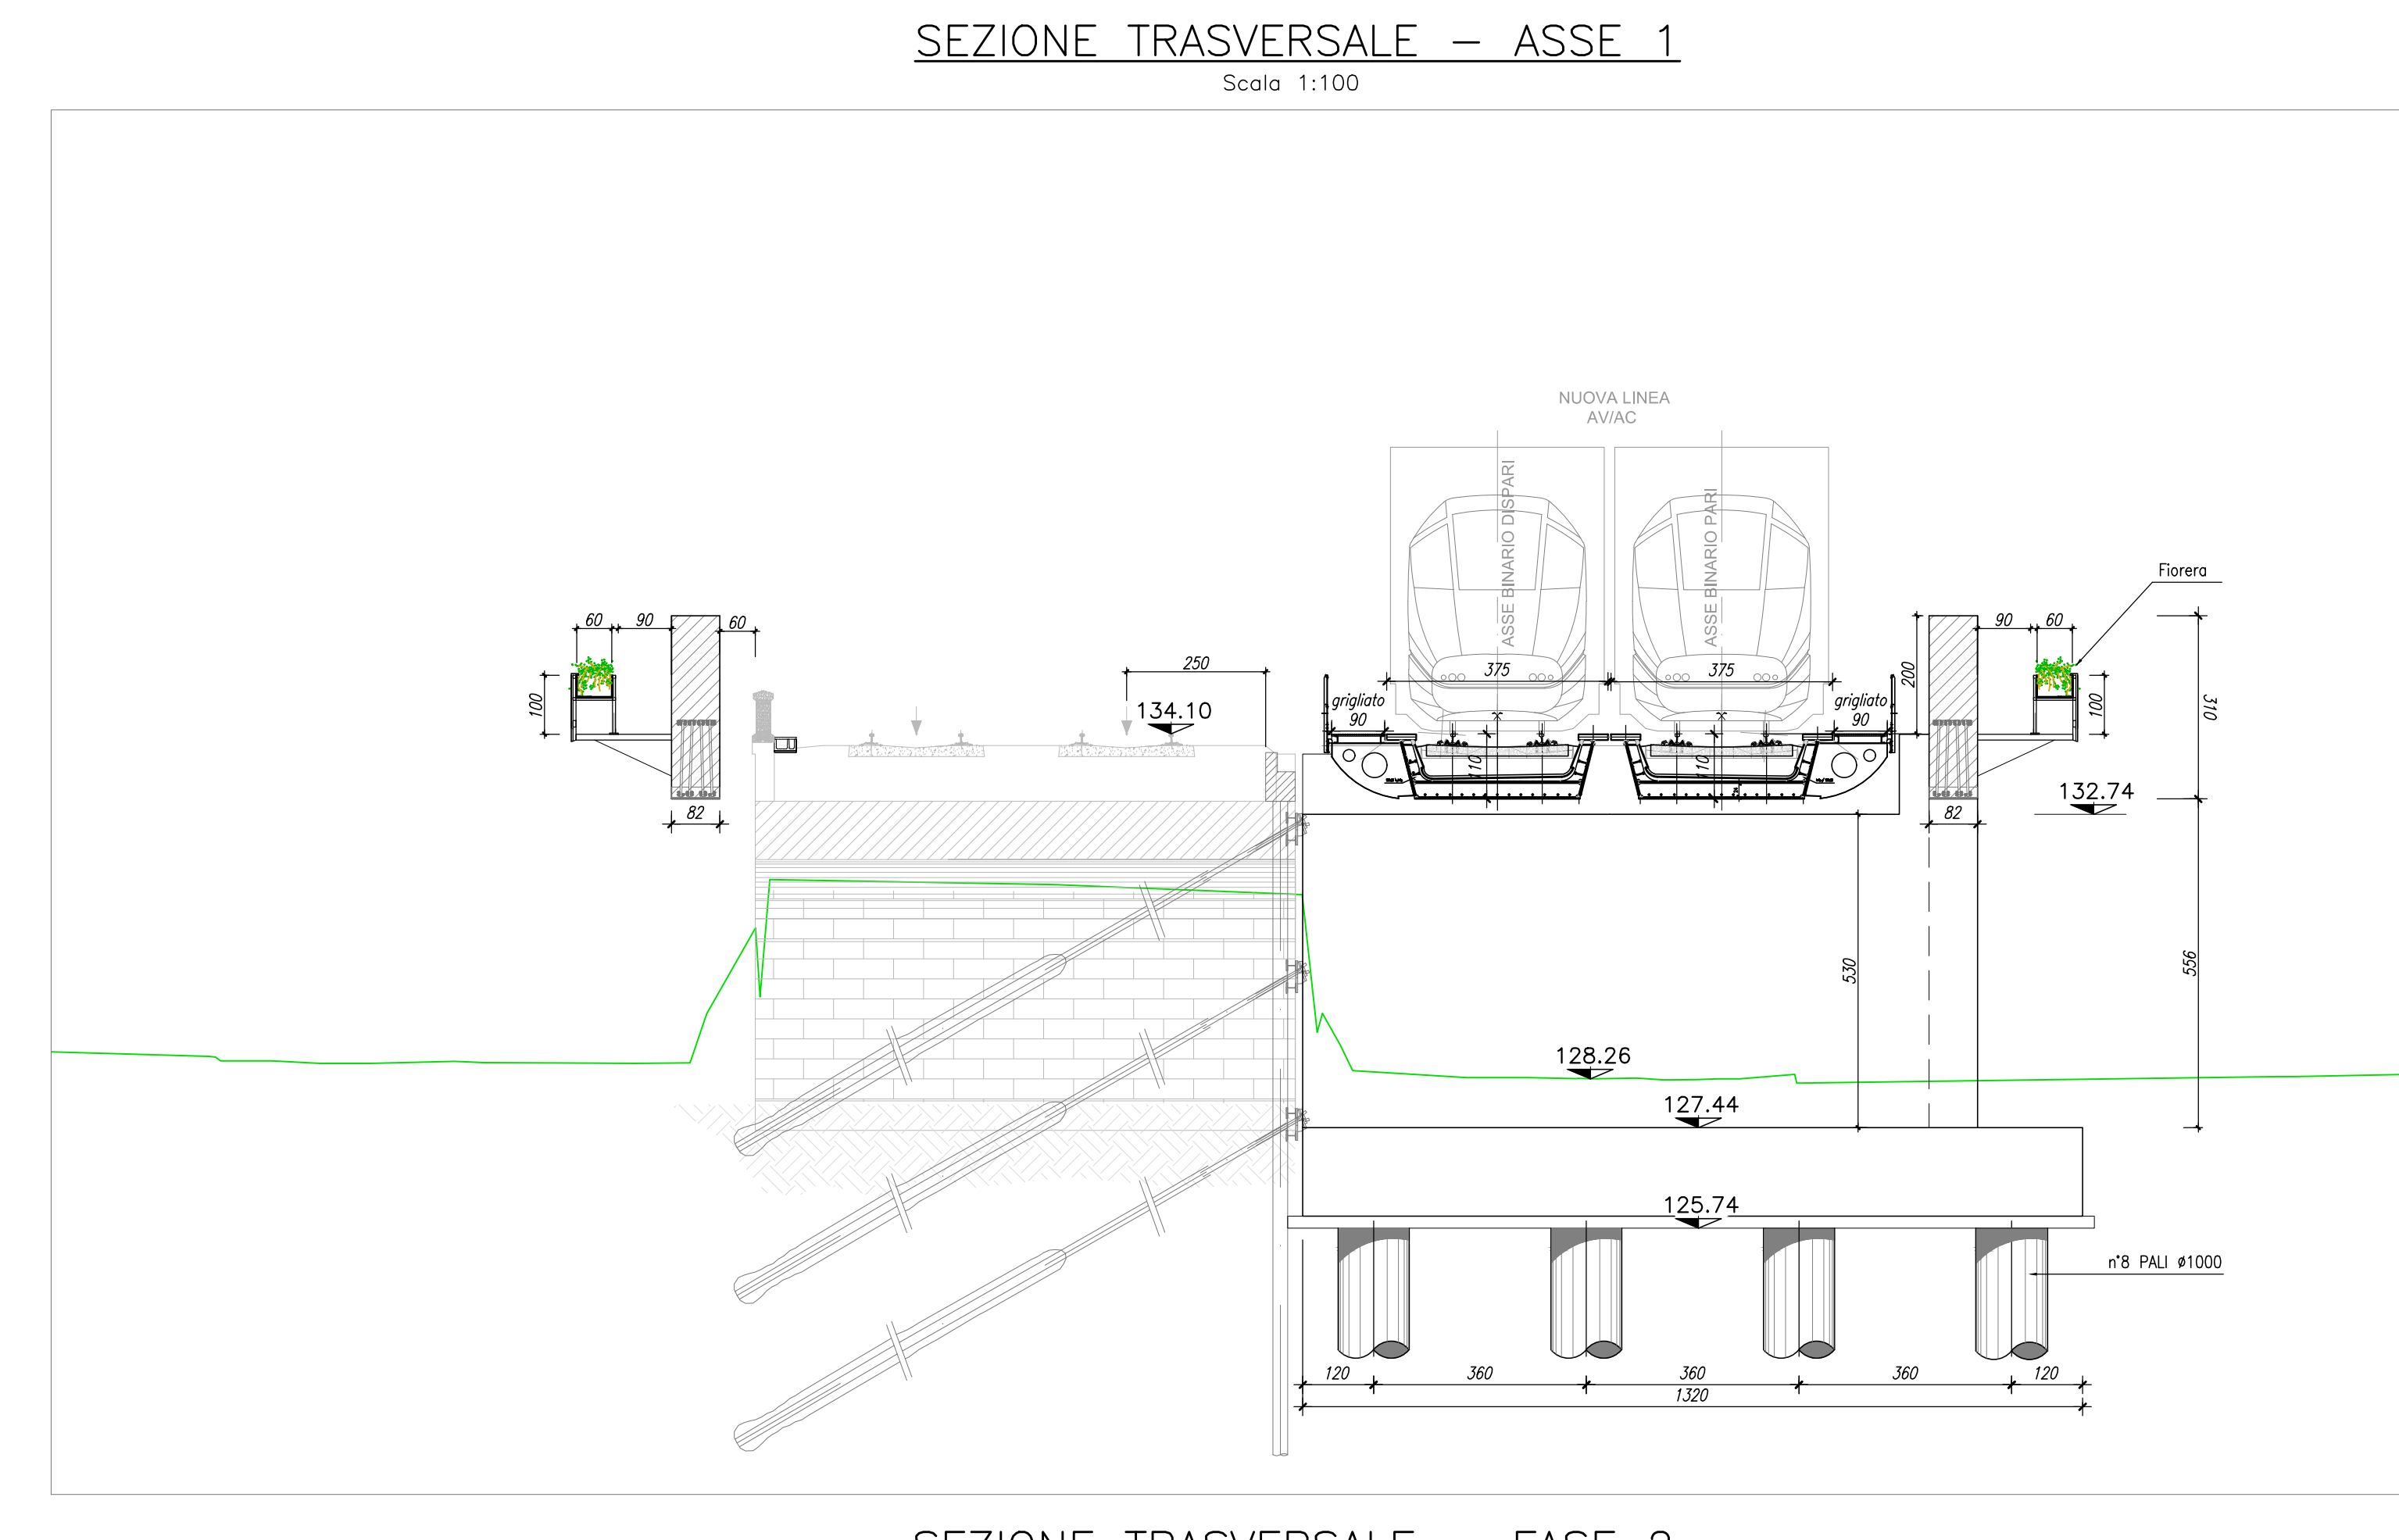 SEZIONE TRASVERSALE – ASSE 1
Scala 1:100
NUOVA LINEA
AV/AC
ASSE BINARIO DISPARI
ASSE BINARIO PARI
Fiorera
60 90 60
90 60
250
375 375
200
100
134.10
grigliato
90
grigliato
90
100
310
110
110
82
82
132.74
530
556
128.26
127.44
125.74
n°8 PALI ø1000
120 360 360 360 120
1320